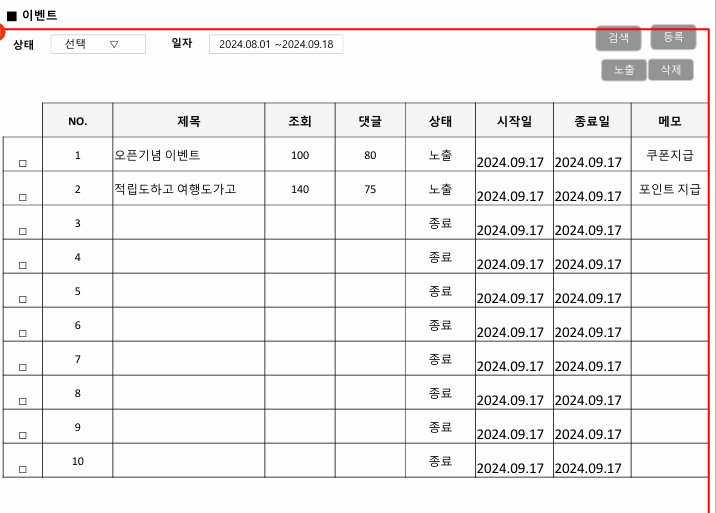 ■ 이벤트
상태 선택 ▽ 일자 2024.08.01 ~2024.09.18 검색 등록
노출 삭제
NO. 제목 조회 댓글 상태 시작일 종료일 메모
□ 1 오픈기념 이벤트 100 80 노출 2024.09.17 2024.09.17 쿠폰지급
□ 2 적립도하고 여행도가고 140 75 노출 2024.09.17 2024.09.17 포인트 지급
□ 3 종료 2024.09.17 2024.09.17
□ 4 종료 2024.09.17 2024.09.17
□ 5 종료 2024.09.17 2024.09.17
□ 6 종료 2024.09.17 2024.09.17
□ 7 종료 2024.09.17 2024.09.17
□ 8 종료 2024.09.17 2024.09.17
□ 9 종료 2024.09.17 2024.09.17
□ 10 종료 2024.09.17 2024.09.17